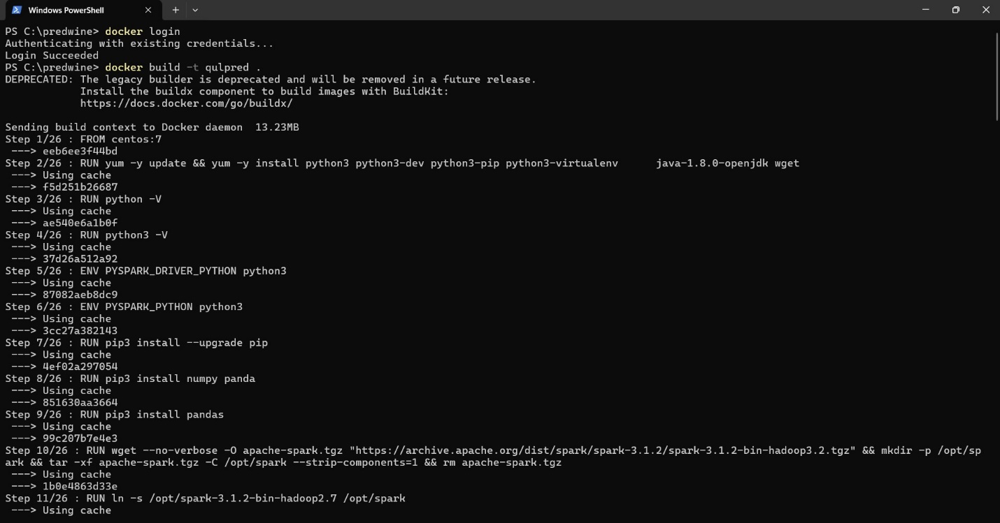 Windows PowerShell
PS C:\predwine> docker login
Authenticating with existing credentials...
Login Succeeded
PS C:\predwine> docker build -t qulpred .
DEPRECATED: The legacy builder is deprecated and will be removed in a future release.
            Install the buildx component to build images with BuildKit:
            https://docs.docker.com/go/buildx/
Sending build context to Docker daemon  13.23MB
Step 1/26 : FROM centos:7
 ---> eeb6ee3f44bd
Step 2/26 : RUN yum -y update && yum -y install python3 python3-dev python3-pip python3-virtualenv      java-1.8.0-openjdk wget
 ---> Using cache
 ---> f5d251b26687
Step 3/26 : RUN python -V
 ---> Using cache
 ---> ae540e6a1b0f
Step 4/26 : RUN python3 -V
 ---> Using cache
 ---> 37d26a512a92
Step 5/26 : ENV PYSPARK_DRIVER_PYTHON python3
 ---> Using cache
 ---> 87082aeb8dc9
Step 6/26 : ENV PYSPARK_PYTHON python3
 ---> Using cache
 ---> 3cc27a382143
Step 7/26 : RUN pip3 install --upgrade pip
 ---> Using cache
 ---> 4ef02a297054
Step 8/26 : RUN pip3 install numpy panda
 ---> Using cache
 ---> 851630aa3664
Step 9/26 : RUN pip3 install pandas
 ---> Using cache
 ---> 99c207b7e4e3
Step 10/26 : RUN wget --no-verbose -O apache-spark.tgz "https://archive.apache.org/dist/spark/spark-3.1.2/spark-3.1.2-bin-hadoop3.2.tgz" && mkdir -p /opt/sp
ark && tar -xf apache-spark.tgz -C /opt/spark --strip-components=1 && rm apache-spark.tgz
 ---> Using cache
 ---> 1b0e4863d33e
Step 11/26 : RUN ln -s /opt/spark-3.1.2-bin-hadoop2.7 /opt/spark
 ---> Using cache